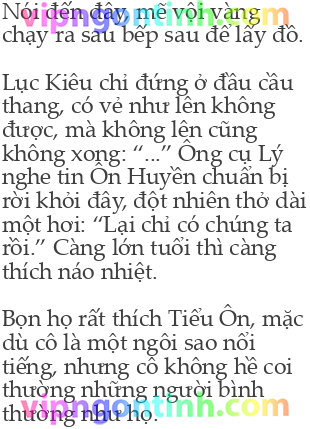 Nói đến đây, mẽ vội vàng
chạy ra sau bếp sau để lấy đồ.
Lục Kiêu chi đứng ở đầu cầu
thang, có vẻ như lên không
được, mà không lên cũng
không xong: “...” Ông cụ Lý
nghe tin Ôn Huyền chuẩn bị
rời khỏi đây, đột nhiên thở dài
một hơi: “Lại chi có chúng ta
rồi.” Càng lớn tuổi thì càng
thích náo nhiệt.
Bọn họ rất thích Tiểu Ôn, mặc
dù cô là một ngôi sao nổi
tiếng, nhưng cô không hề coi
thường những người bình
thường như họ.
vipngontinh.com
vipngontinh.com